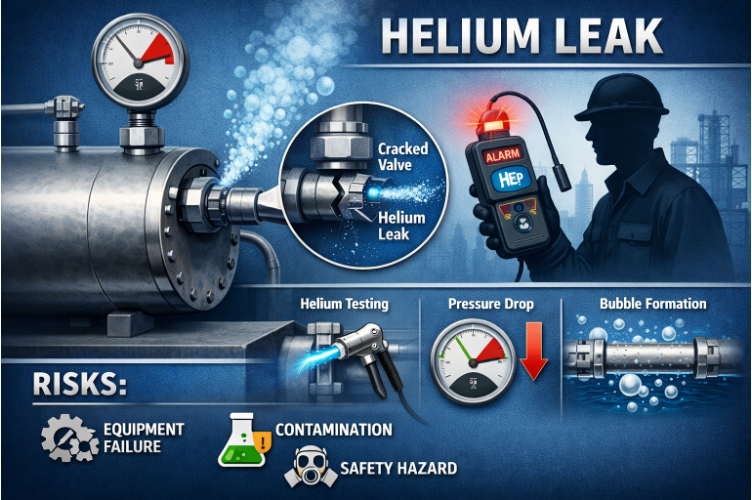 HELIUM LEAK
Cracked
Valve
Helium
Leak
ALARM
HEP
Helium Testing
Pressure Drop
Bubble Formation
RISKS:
EQUIPMENT
FAILURE
CONTAMINATION
SAFETY HAZARD